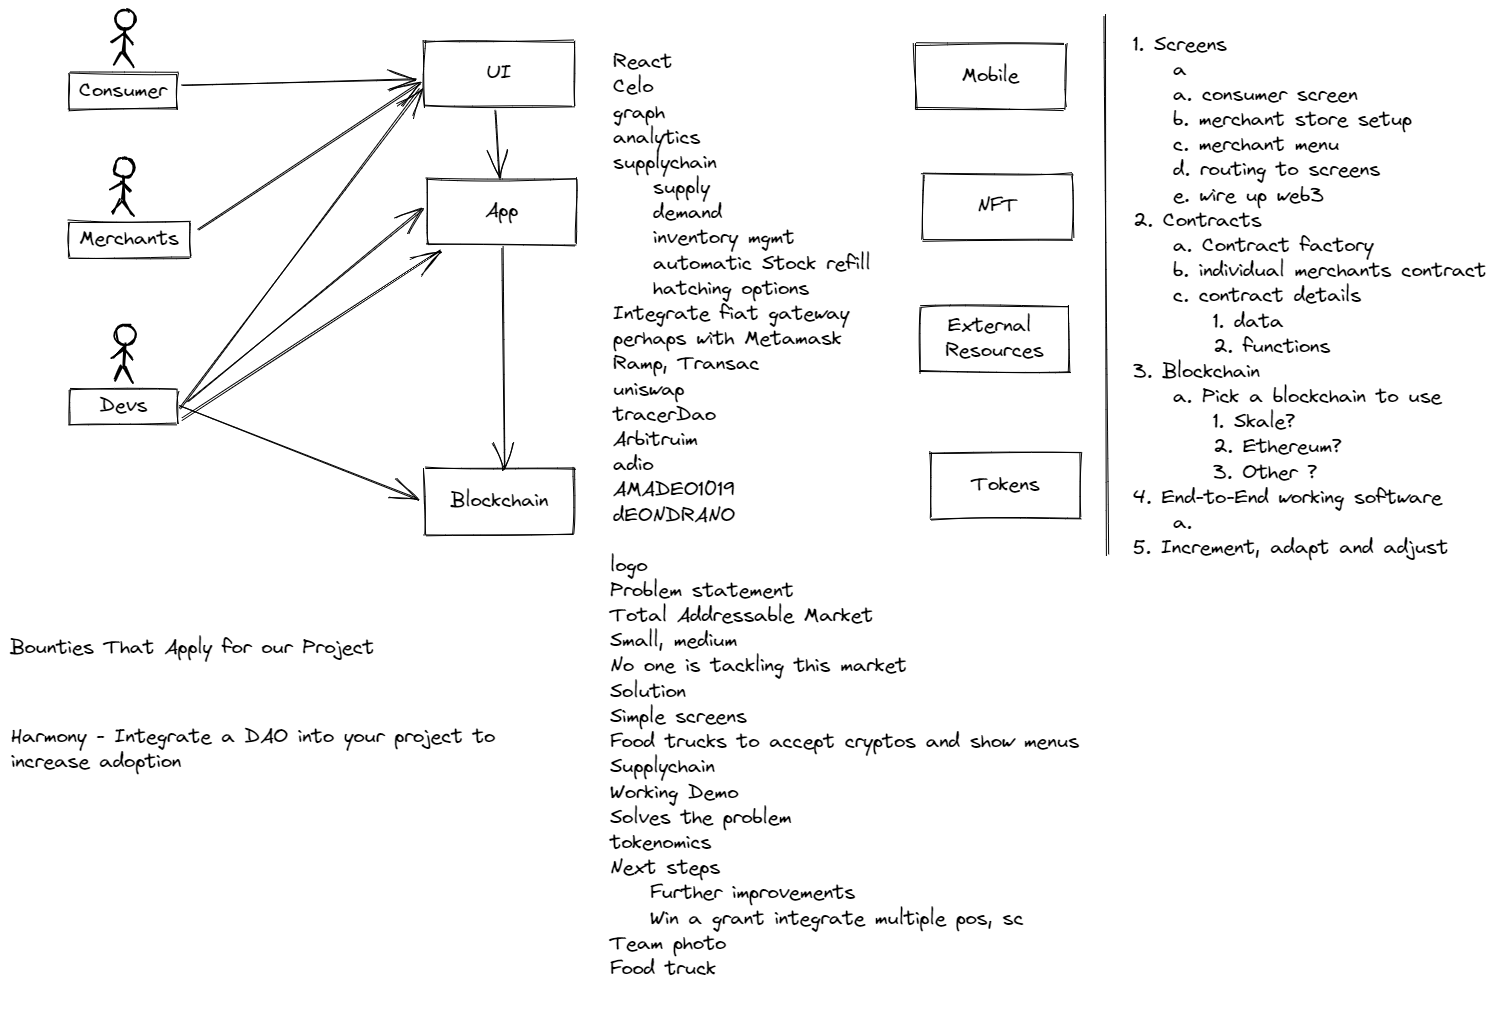 Consumer
Merchants
Devs
UI
App
Blockchain
React
Celo
graph
analytics
supplychain
supply
demand
inventory mgmt
automatic Stock refill
hatching options
Integrate fiat gateway
perhaps with Metamask
Ramp, Transac
uniswap
tracerDao
Arbitruim
adio
AMADEO1019
dEONDRANO
logo
Problem statement
Total Addressable Market
Small, medium
No one is tackling this market
Solution
Simple screens
Food trucks to accept cryptos and show menus
Supplychain
Working Demo
Solves the problem
tokenomics
Next steps
Further improvements
Win a grant integrate multiple pos, sc
Team photo
Food truck
Mobile
NFT
External
Resources
Tokens
1. Screens
a
a. consumer screen
b. merchant store setup
c. merchant menu
d. routing to screens
e. wire up web3
2. Contracts
a. Contract factory
b. individual merchants contract
c. contract details
1. data
2. functions
3. Blockchain
a. Pick a blockchain to use
1. Skale?
2. Ethereum?
3. Other ?
4. End-to-End working software
a.
5. Increment, adapt and adjust
Bounties That Apply for our Project
Harmony - Integrate a DAO into your project to
increase adoption